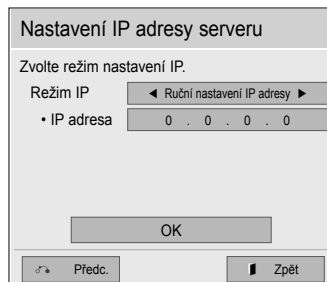 Nastavení IP adresy serveru
Zvolte režim nastavení IP.
Režim IP ◀ Ruční nastavení IP adresy ▶
• IP adresa 0 . 0 . 0 . 0
OK
Předc. Zpět